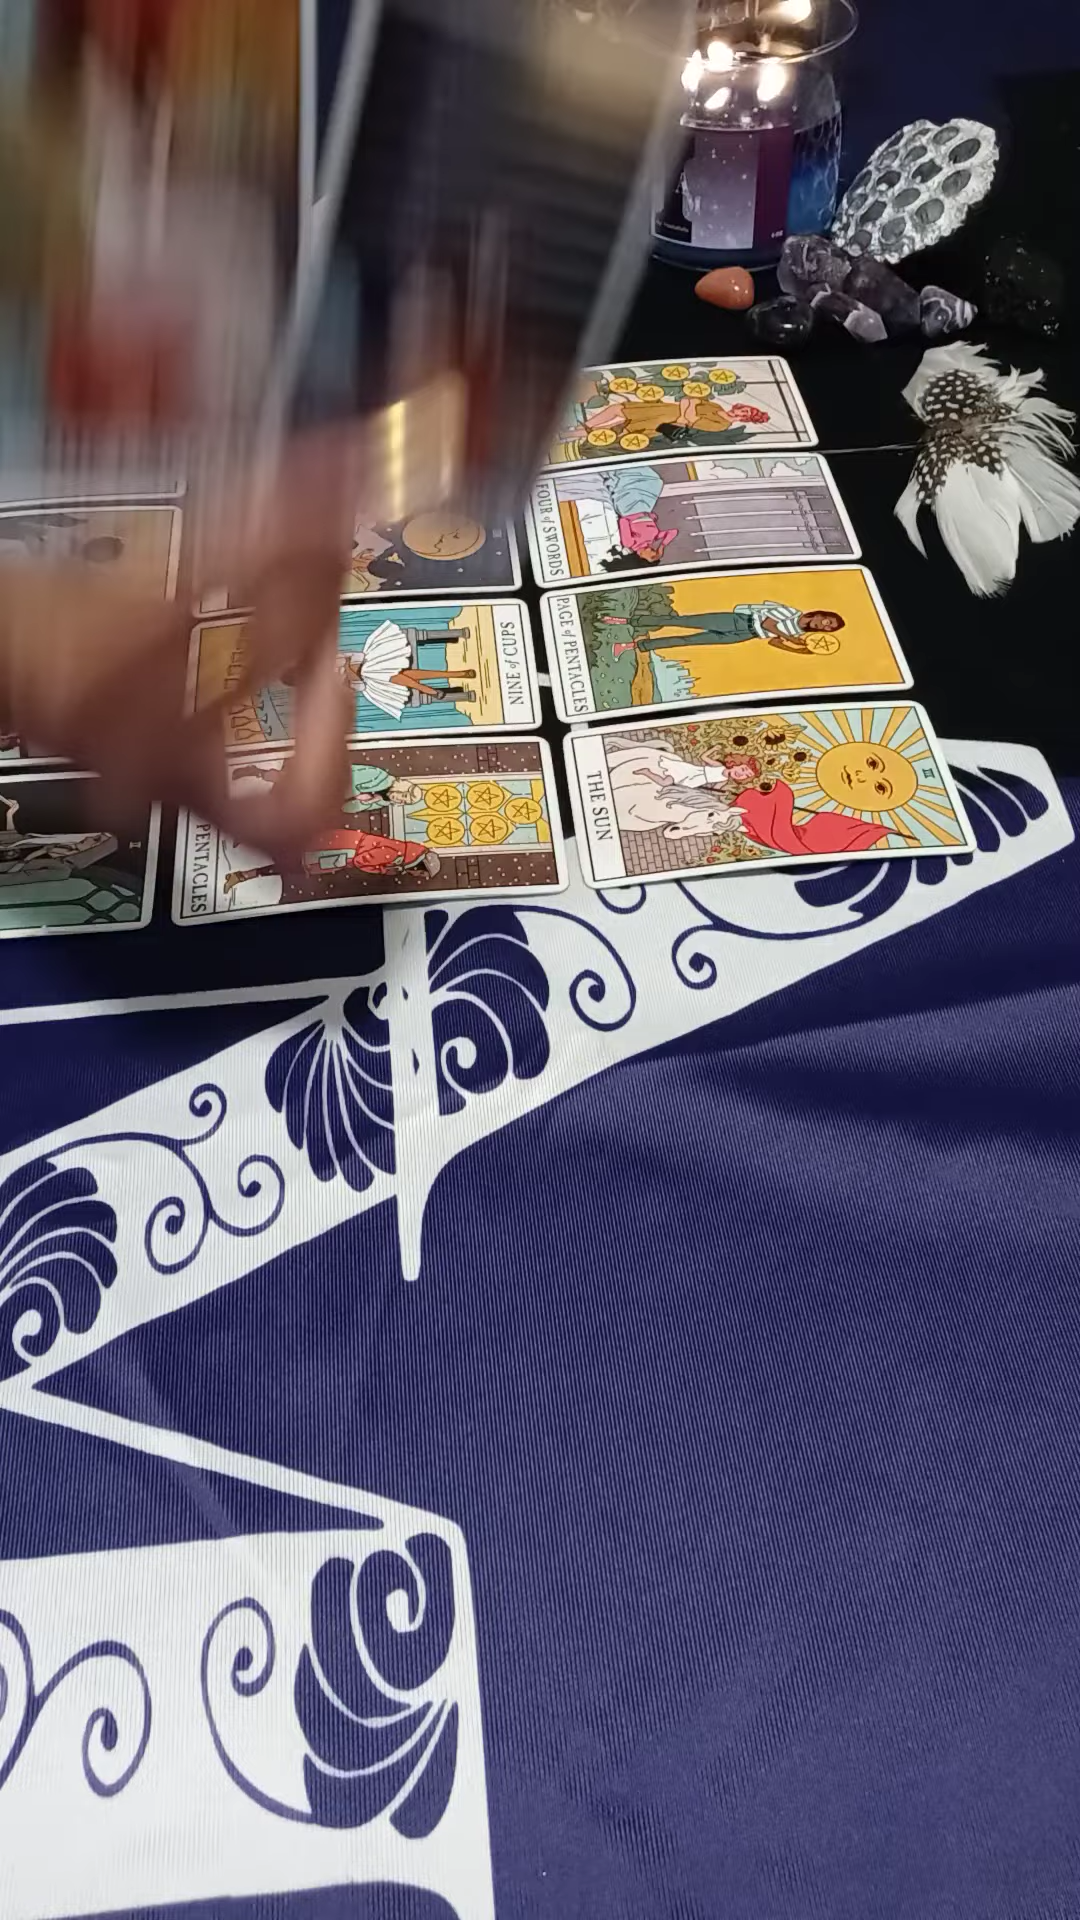 FOUR of SWORDS
PAGE of PENTACLES
NINE of CUPS
THE SUN
PENTACLES